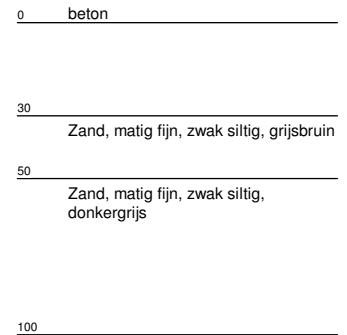 0 beton
30
Zand, matig fijn, zwak siltig, grijsbruin
50
Zand, matig fijn, zwak siltig,
donkergrijs
100